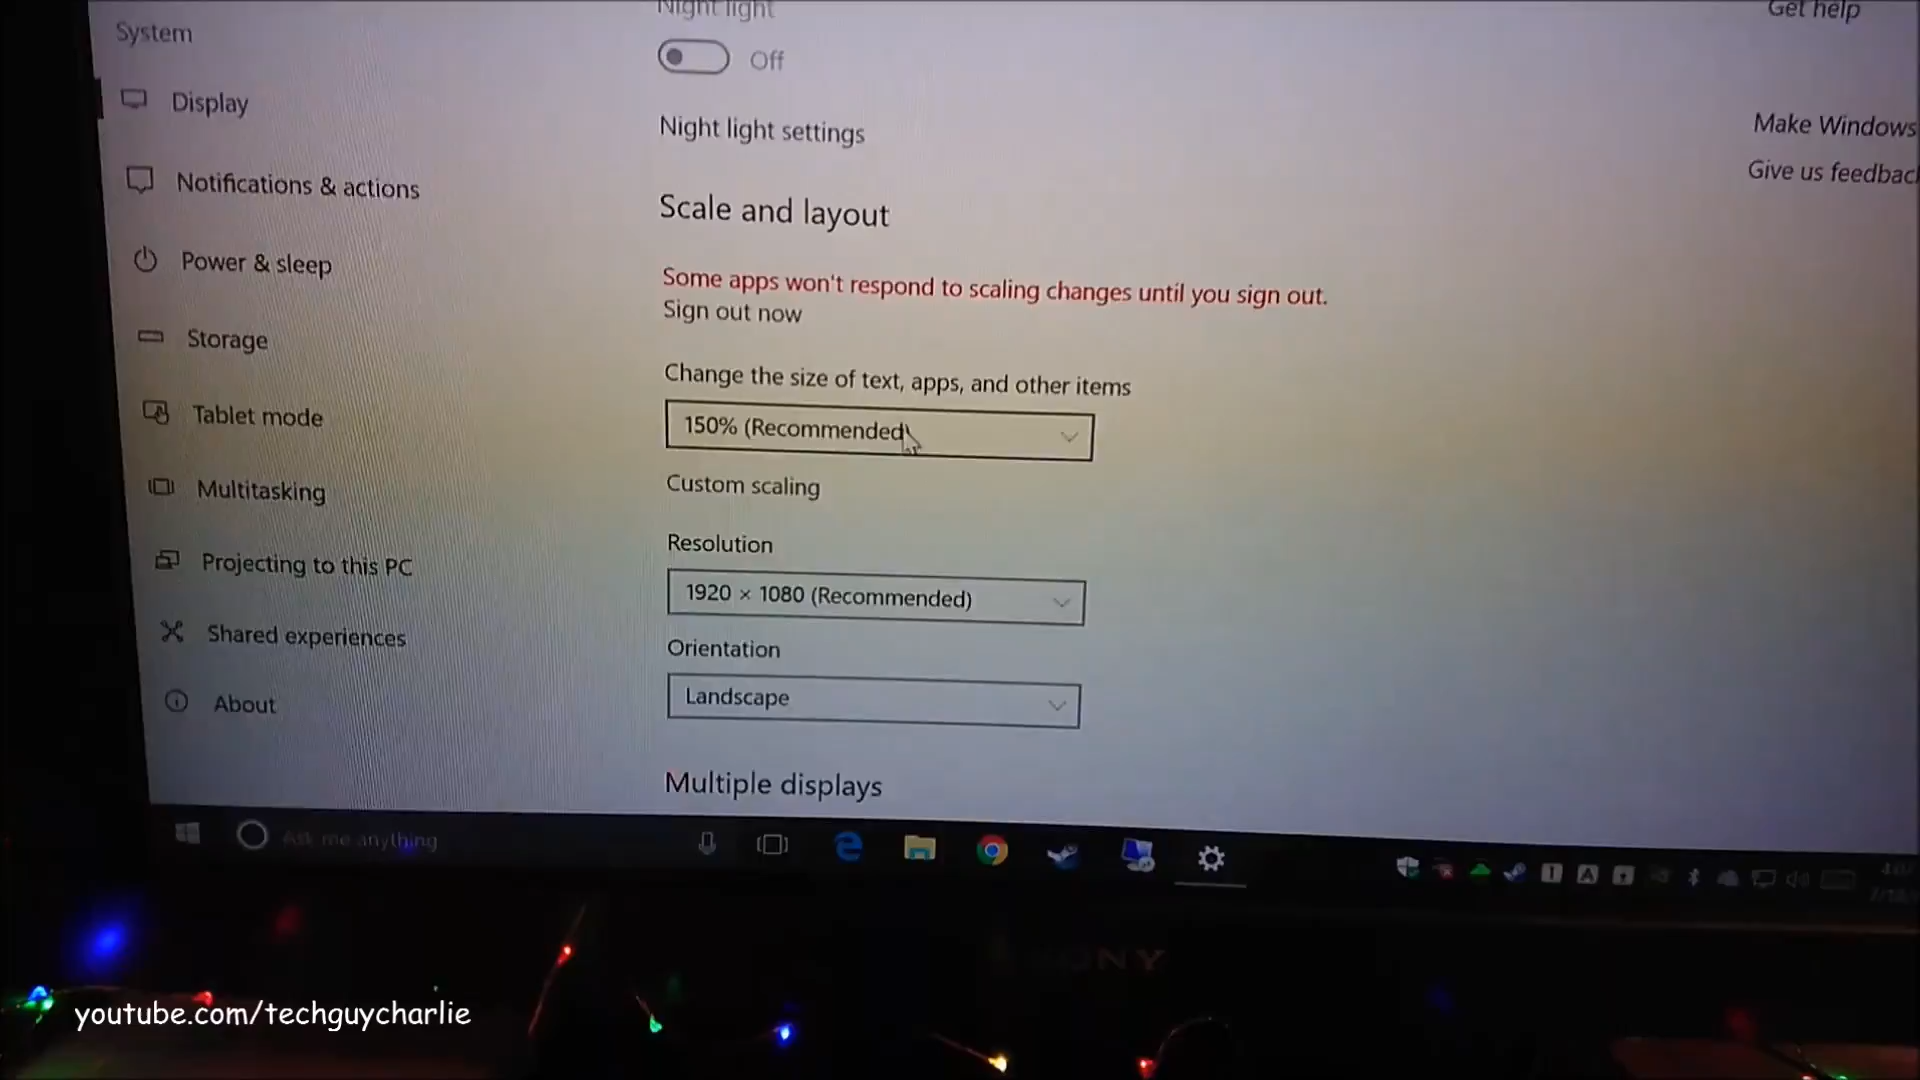 System
Display
Notifications & actions
Power & sleep
Storage
Tablet mode
Multitasking
Projecting to this PC
Shared experiences
About
Night light
Off
Night light settings
Scale and layout
Some apps won't respond to scaling changes until you sign out.
Sign out now
Change the size of text, apps, and other items
150% (Recommended)
Custom scaling
Resolution
1920 × 1080 (Recommended)
Orientation
Landscape
Multiple displays
Get help
Make Windows
Give us feedback
Ask me anything
SONY
youtube.com/techguycharlie